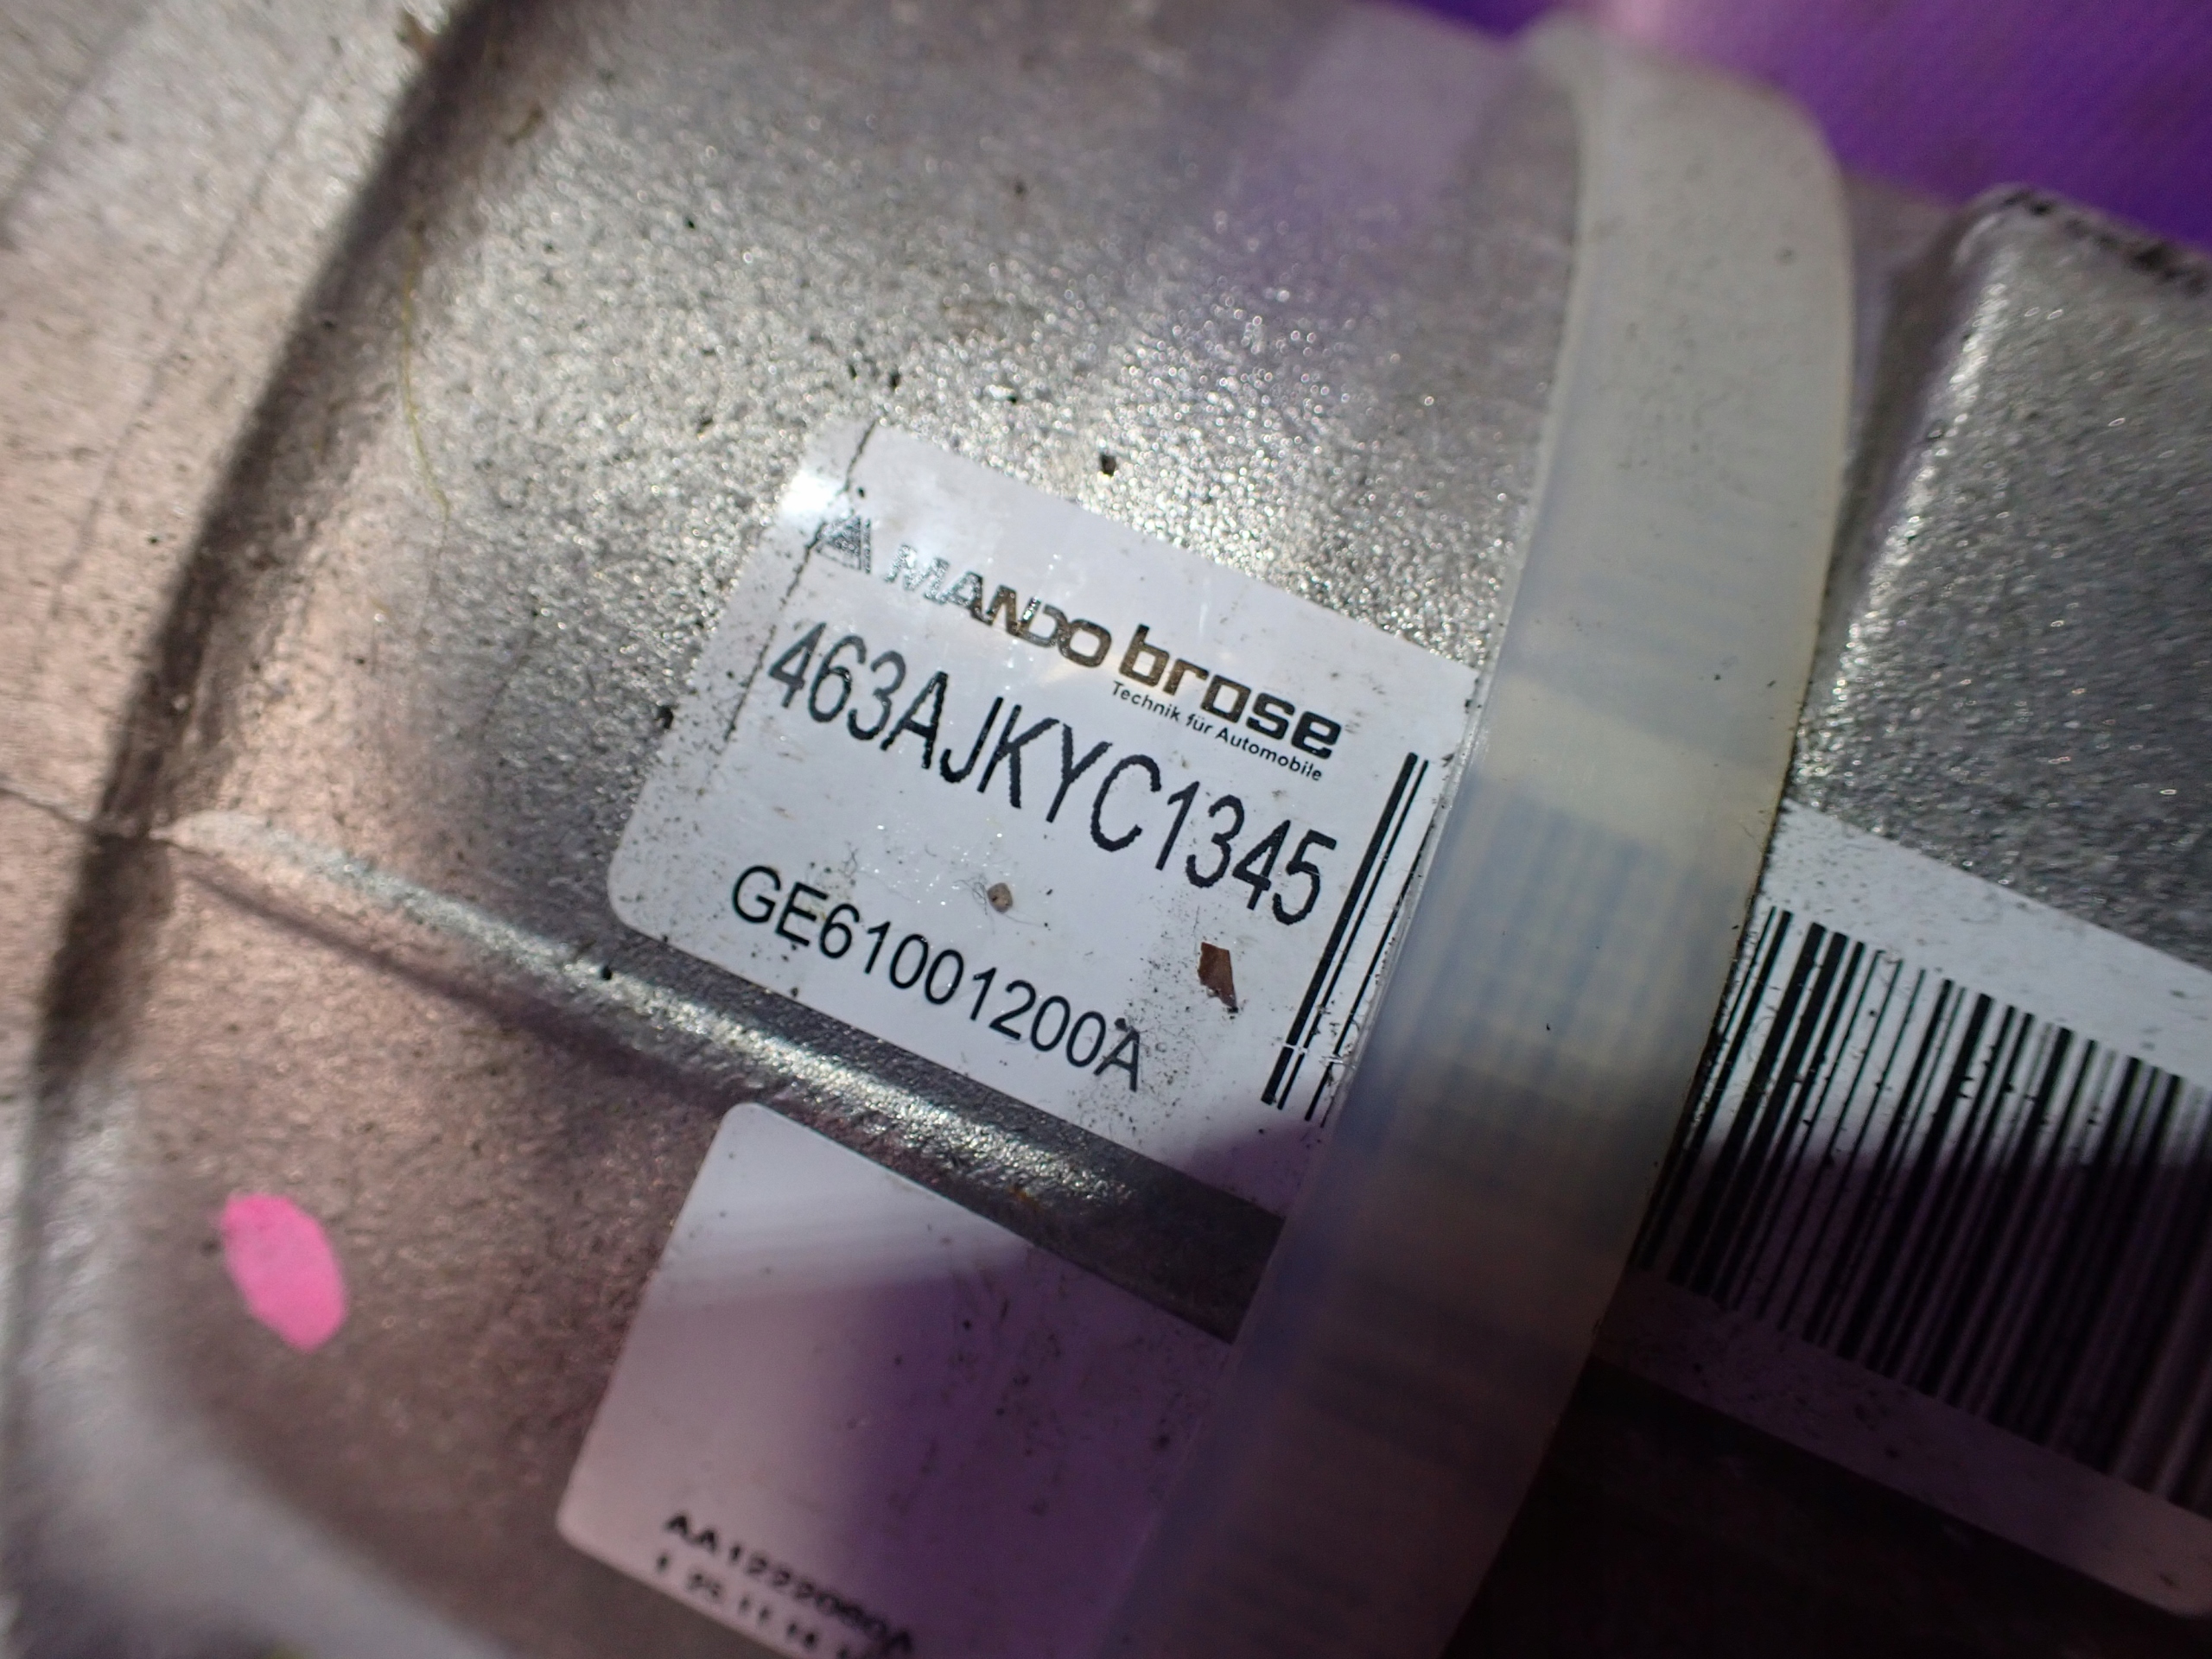 MANDO brose
Technik für Automobile
463AJKYC1345
GE61001200A